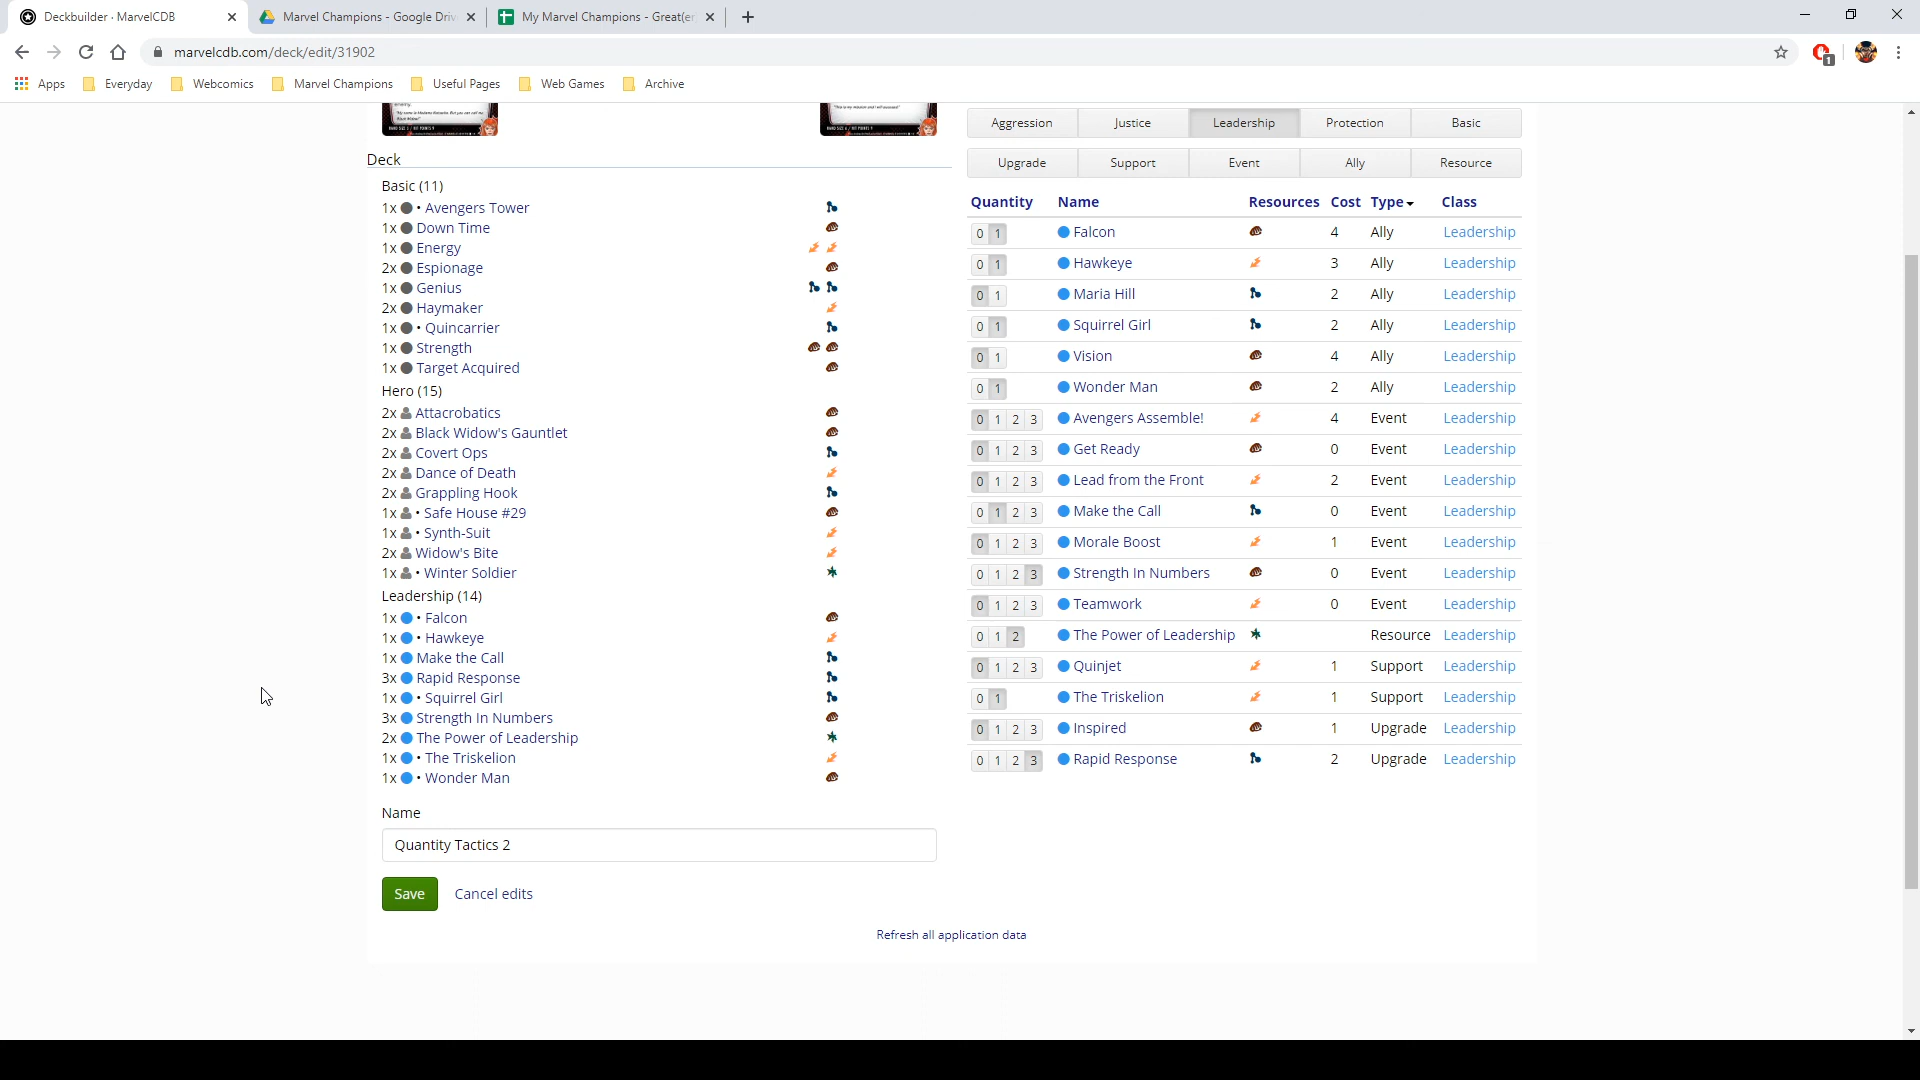 Deckbuilder · MarvelCDB
Marvel Champions - Google Driv
My Marvel Champions - Great(er
marvelcdb.com/deck/edit/31902
1
Apps
Everyday
Webcomics
Marvel Champions
Useful Pages
Web Games
Archive
Aggression
Justice
Leadership
Protection
Basic
Upgrade
Support
Event
Ally
Resource
Deck
Basic (11)
1x • Avengers Tower
1x Down Time
1x Energy
2x Espionage
1x Genius
2x Haymaker
1x • Quincarrier
1x Strength
1x Target Acquired
Hero (15)
2x Attacrobatics
2x Black Widow's Gauntlet
2x Covert Ops
2x Dance of Death
2x Grappling Hook
1x • Safe House #29
1x • Synth-Suit
2x Widow's Bite
1x • Winter Soldier
Leadership (14)
1x • Falcon
1x • Hawkeye
1x Make the Call
3x Rapid Response
1x • Squirrel Girl
3x Strength In Numbers
2x The Power of Leadership
1x • The Triskelion
1x • Wonder Man
Name
Quantity Tactics 2
Save Cancel edits
Quantity Name Resources Cost Type Class
0 1 Falcon 4 Ally Leadership
0 1 Hawkeye 3 Ally Leadership
0 1 Maria Hill 2 Ally Leadership
0 1 Squirrel Girl 2 Ally Leadership
0 1 Vision 4 Ally Leadership
0 1 Wonder Man 2 Ally Leadership
0 1 2 3 Avengers Assemble! 4 Event Leadership
0 1 2 3 Get Ready 0 Event Leadership
0 1 2 3 Lead from the Front 2 Event Leadership
0 1 2 3 Make the Call 0 Event Leadership
0 1 2 3 Morale Boost 1 Event Leadership
0 1 2 3 Strength In Numbers 0 Event Leadership
0 1 2 3 Teamwork 0 Event Leadership
0 1 2 The Power of Leadership Resource Leadership
0 1 2 3 Quinjet 1 Support Leadership
0 1 The Triskelion 1 Support Leadership
0 1 2 3 Inspired 1 Upgrade Leadership
0 1 2 3 Rapid Response 2 Upgrade Leadership
Refresh all application data